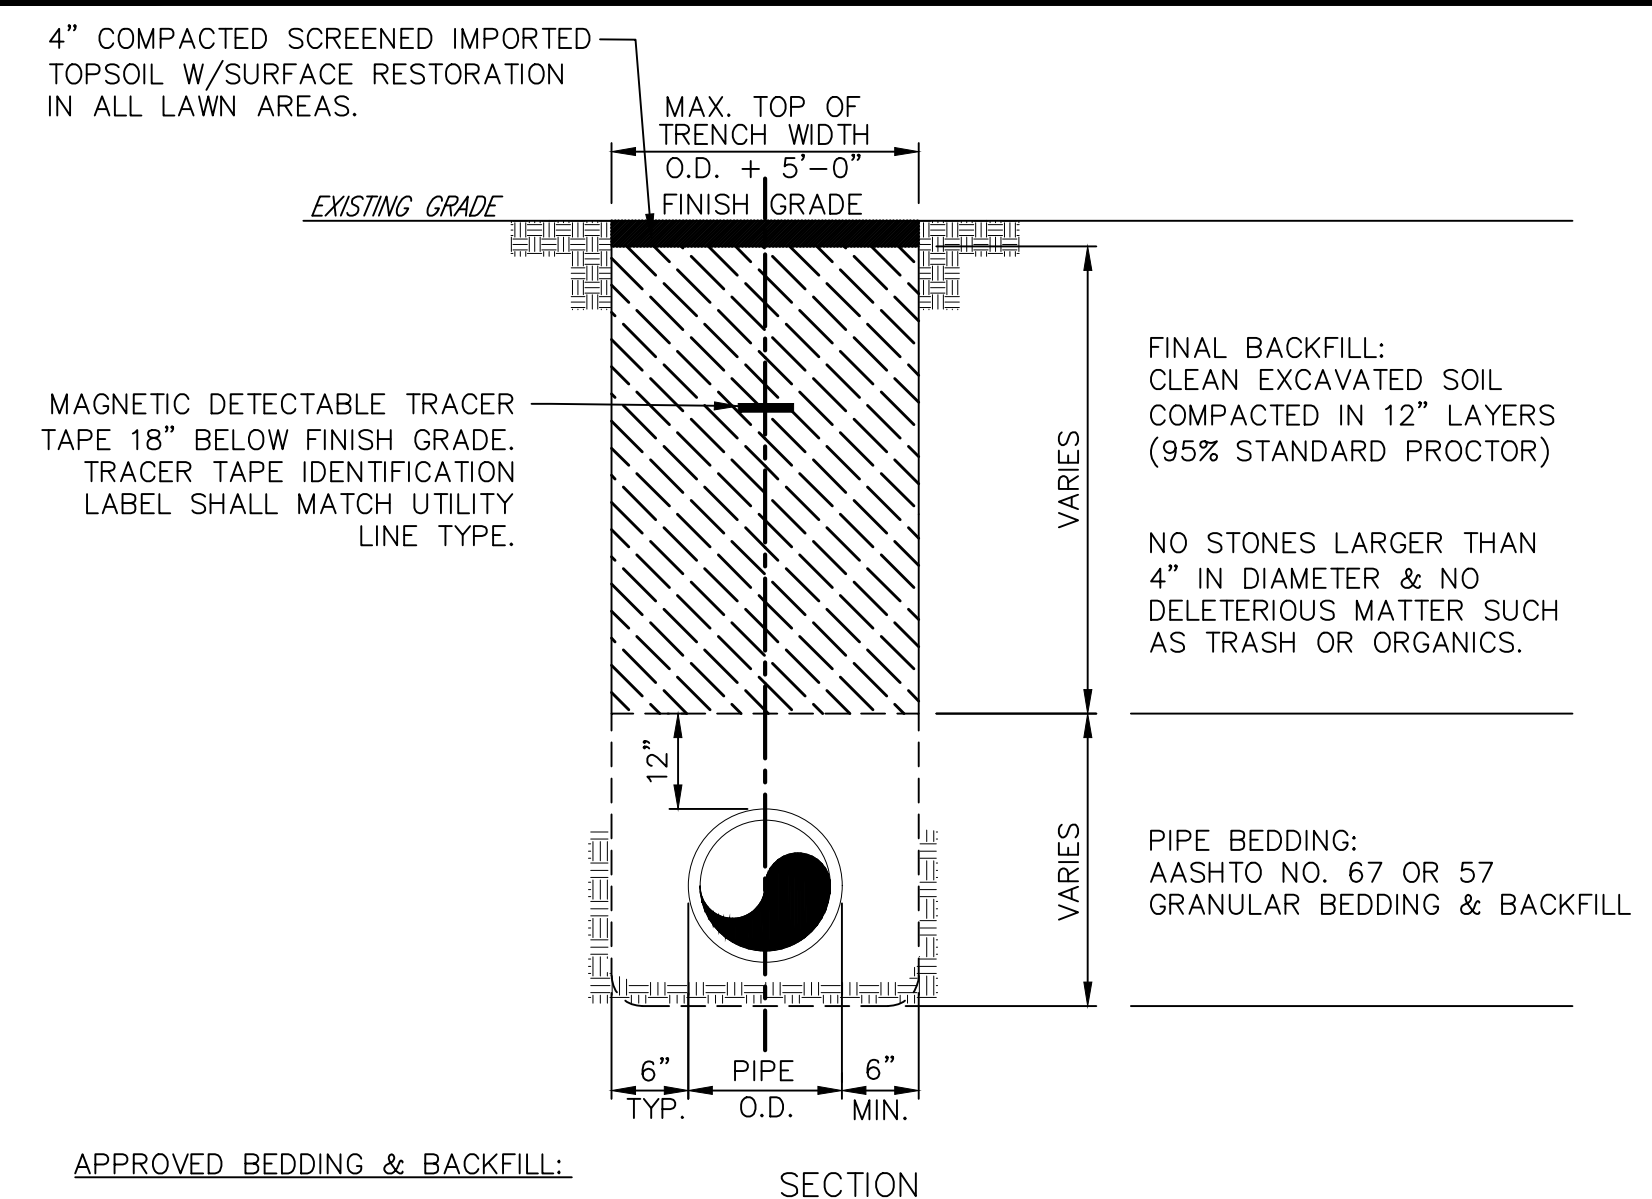 4” COMPACTED SCREENED IMPORTED
TOPSOIL W/SURFACE RESTORATION
IN ALL LAWN AREAS.
MAX. TOP OF
TRENCH WIDTH
O.D. + 5’-0”
EXISTING GRADE
FINISH GRADE
MAGNETIC DETECTABLE TRACER
TAPE 18” BELOW FINISH GRADE.
TRACER TAPE IDENTIFICATION
LABEL SHALL MATCH UTILITY
LINE TYPE.
VARIES
FINAL BACKFILL:
CLEAN EXCAVATED SOIL
COMPACTED IN 12” LAYERS
(95% STANDARD PROCTOR)
NO STONES LARGER THAN
4” IN DIAMETER & NO
DELETERIOUS MATTER SUCH
AS TRASH OR ORGANICS.
12”
VARIES
PIPE BEDDING:
AASHTO NO. 67 OR 57
GRANULAR BEDDING & BACKFILL
6”
TYP.
PIPE
O.D.
6”
MIN.
APPROVED BEDDING & BACKFILL:
SECTION